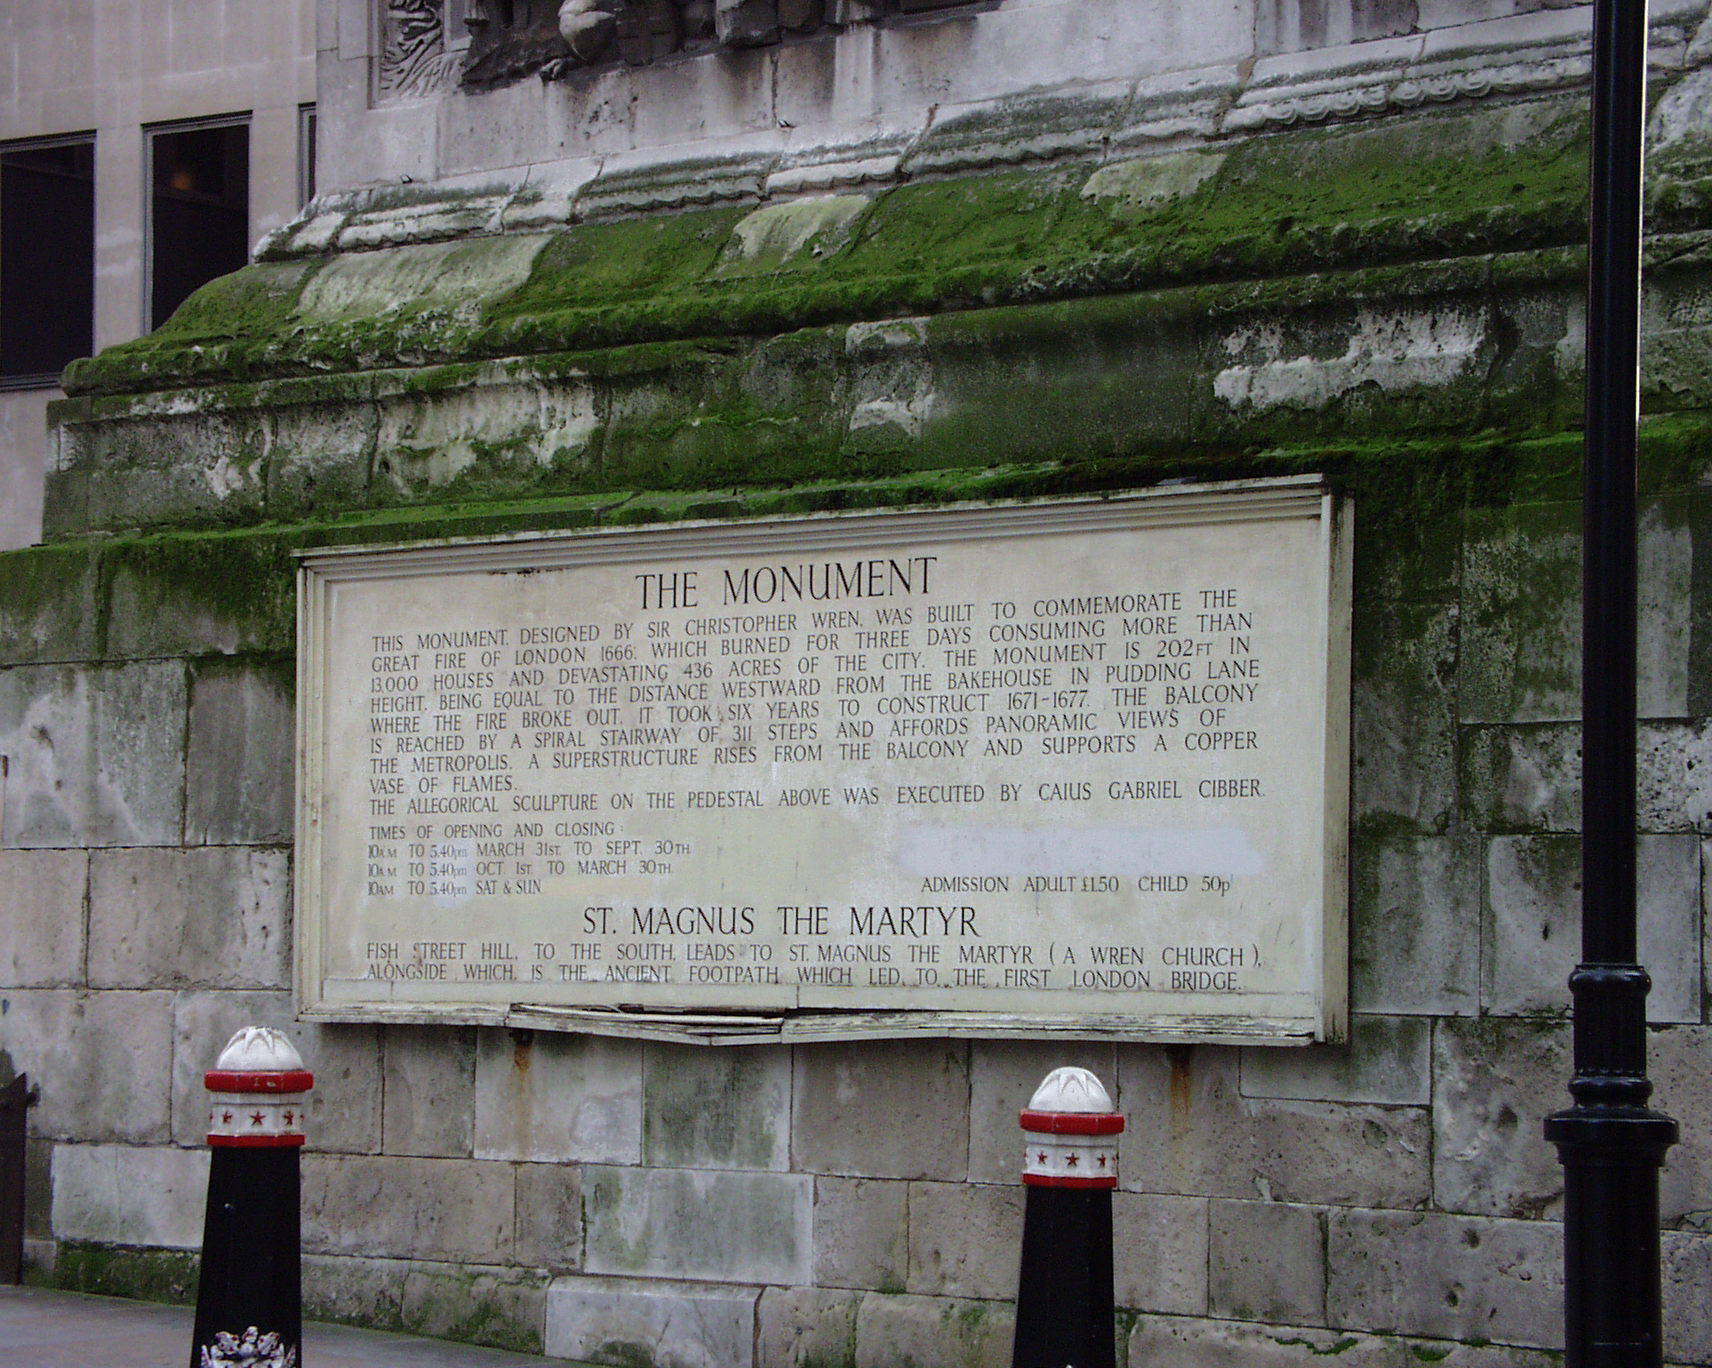 THE MONUMENT
THIS MONUMENT, DESIGNED BY SIR CHRISTOPHER WREN, WAS BUILT TO COMMEMORATE THE
GREAT FIRE OF LONDON 1666, WHICH BURNED FOR THREE DAYS CONSUMING MORE THAN
13,000 HOUSES AND DEVASTATING 436 ACRES OF THE CITY. THE MONUMENT IS 202FT IN
HEIGHT, BEING EQUAL TO THE DISTANCE WESTWARD FROM THE BAKEHOUSE IN PUDDING LANE
WHERE THE FIRE BROKE OUT. IT TOOK SIX YEARS TO CONSTRUCT 1671-1677. THE BALCONY
IS REACHED BY A SPIRAL STAIRWAY OF 311 STEPS AND AFFORDS PANORAMIC VIEWS OF
THE METROPOLIS. A SUPERSTRUCTURE RISES FROM THE BALCONY AND SUPPORTS A COPPER
VASE OF FLAMES.
THE ALLEGORICAL SCULPTURE ON THE PEDESTAL ABOVE WAS EXECUTED BY CAIUS GABRIEL CIBBER.
TIMES OF OPENING AND CLOSING:
10AM TO 5.40pm MARCH 31ST TO SEPT. 30TH
10AM TO 5.40pm OCT 1ST TO MARCH 30TH
10AM TO 5.40pm SAT & SUN
ADMISSION ADULT £1.50 CHILD 50p
ST. MAGNUS THE MARTYR
FISH STREET HILL, TO THE SOUTH, LEADS TO ST. MAGNUS THE MARTYR (A WREN CHURCH),
ALONGSIDE WHICH, IS THE ANCIENT FOOTPATH WHICH LED TO THE FIRST LONDON BRIDGE.